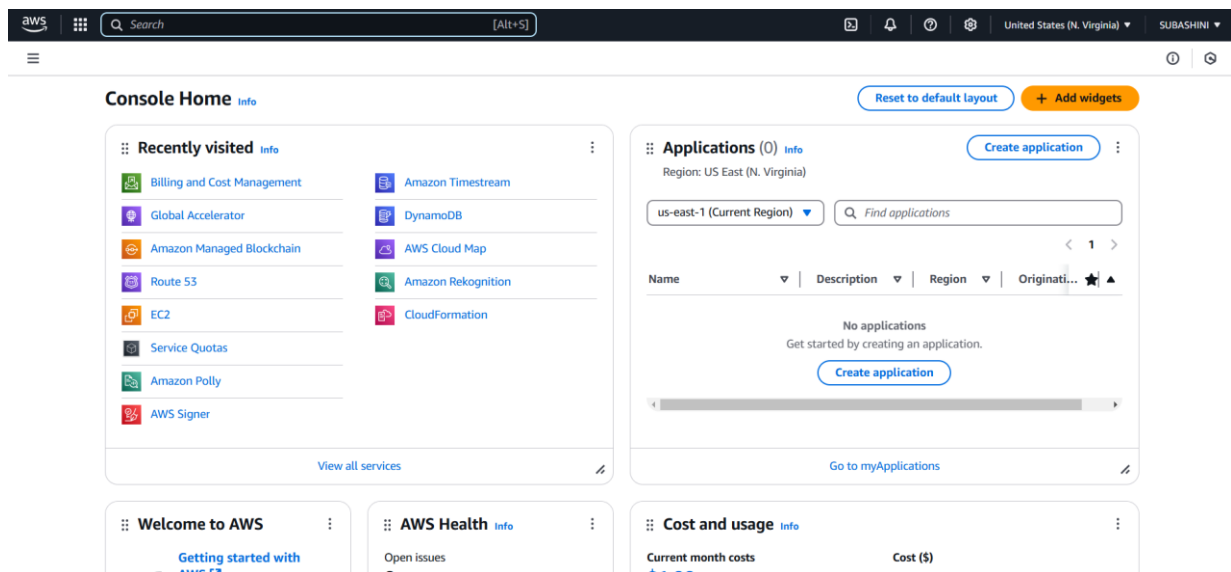 aws
Search [Alt+S]
United States (N. Virginia)
SUBASHINI
Console Home Info
Reset to default layout
+ Add widgets
Recently visited Info
Billing and Cost Management
Global Accelerator
Amazon Managed Blockchain
Route 53
EC2
Service Quotas
Amazon Polly
AWS Signer
Amazon Timestream
DynamoDB
AWS Cloud Map
Amazon Rekognition
CloudFormation
View all services
Applications (0) Info
Create application
Region: US East (N. Virginia)
us-east-1 (Current Region)
Find applications
1
Name Description Region Originati...
No applications
Get started by creating an application.
Create application
Go to myApplications
Welcome to AWS
Getting started with
AWS
AWS Health Info
Open issues
Cost and usage Info
Current month costs
Cost ($)